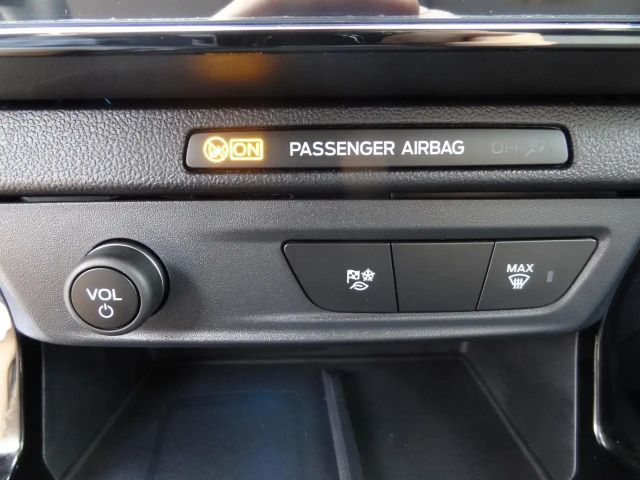 ON PASSENGER AIRBAG OFF
VOL
MAX